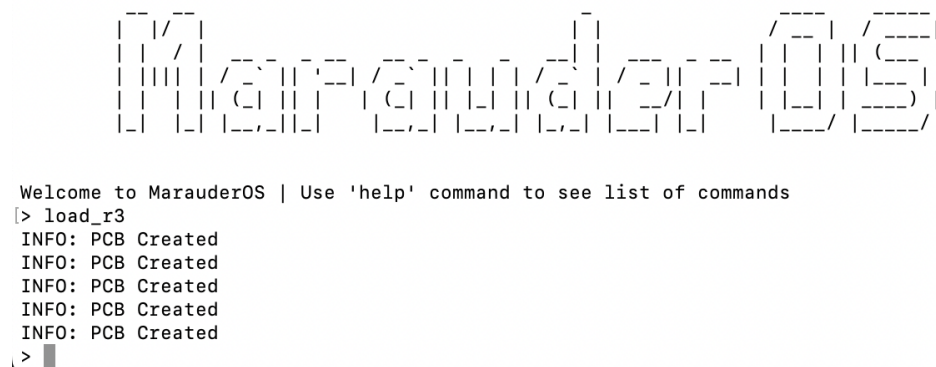 MarauderOS
Welcome to MarauderOS | Use 'help' command to see list of commands
> load_r3
INFO: PCB Created
INFO: PCB Created
INFO: PCB Created
INFO: PCB Created
INFO: PCB Created
>